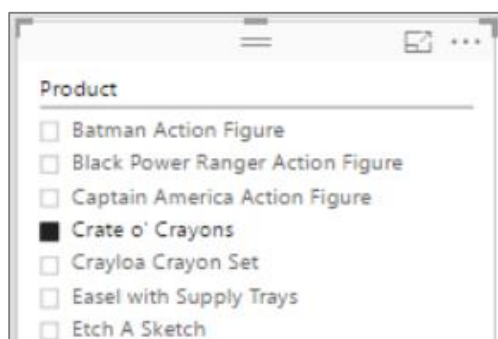 Product
Batman Action Figure
Black Power Ranger Action Figure
Captain America Action Figure
Crate o' Crayons
Crayloa Crayon Set
Easel with Supply Trays
Etch A Sketch